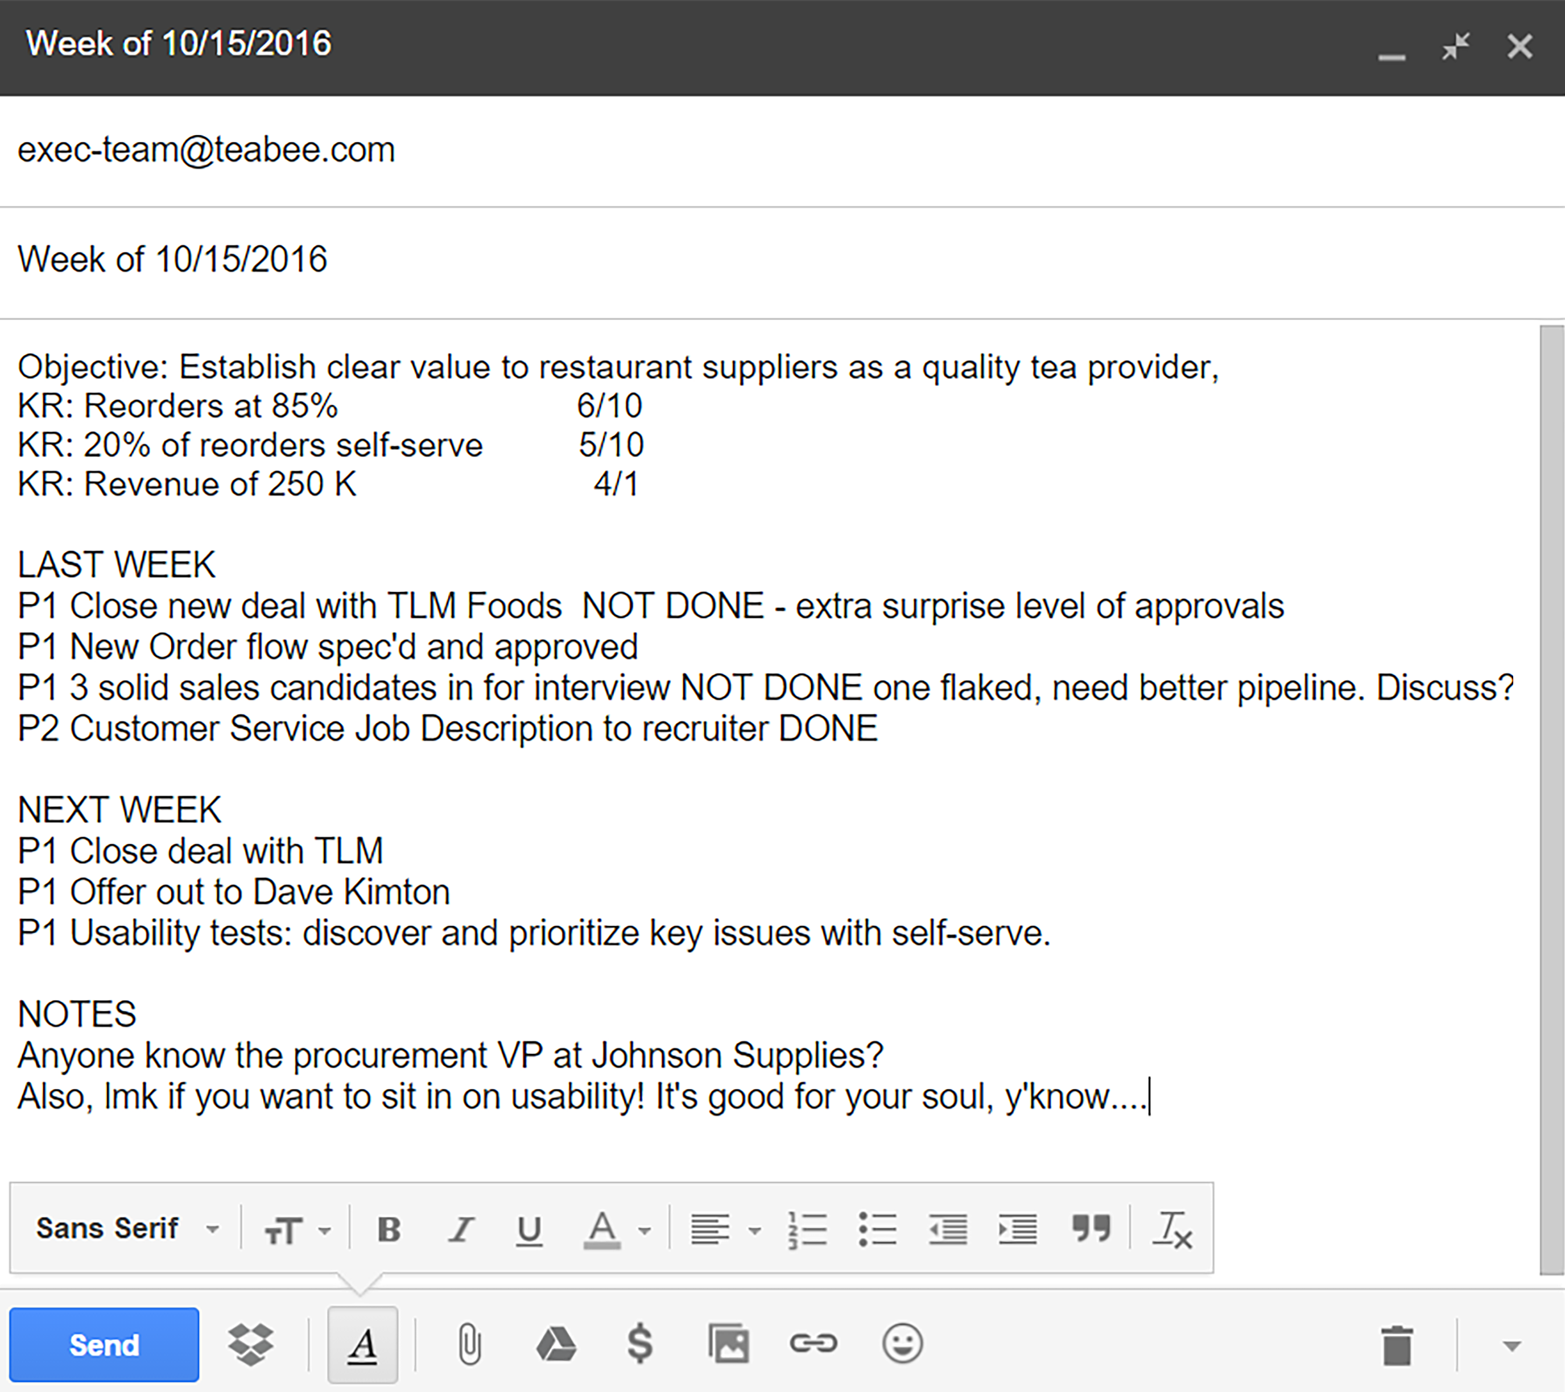 Week of 10/15/2016
exec-team@teabee.com
Week of 10/15/2016
Objective: Establish clear value to restaurant suppliers as a quality tea provider,
KR: Reorders at 85% 6/10
KR: 20% of reorders self-serve 5/10
KR: Revenue of 250 K 4/1
LAST WEEK
P1 Close new deal with TLM Foods NOT DONE - extra surprise level of approvals
P1 New Order flow spec'd and approved
P1 3 solid sales candidates in for interview NOT DONE one flaked, need better pipeline. Discuss?
P2 Customer Service Job Description to recruiter DONE
NEXT WEEK
P1 Close deal with TLM
P1 Offer out to Dave Kimton
P1 Usability tests: discover and prioritize key issues with self-serve.
NOTES
Anyone know the procurement VP at Johnson Supplies?
Also, lmk if you want to sit in on usability! It's good for your soul, y'know....
Sans Serif TT B I U A
Send A $